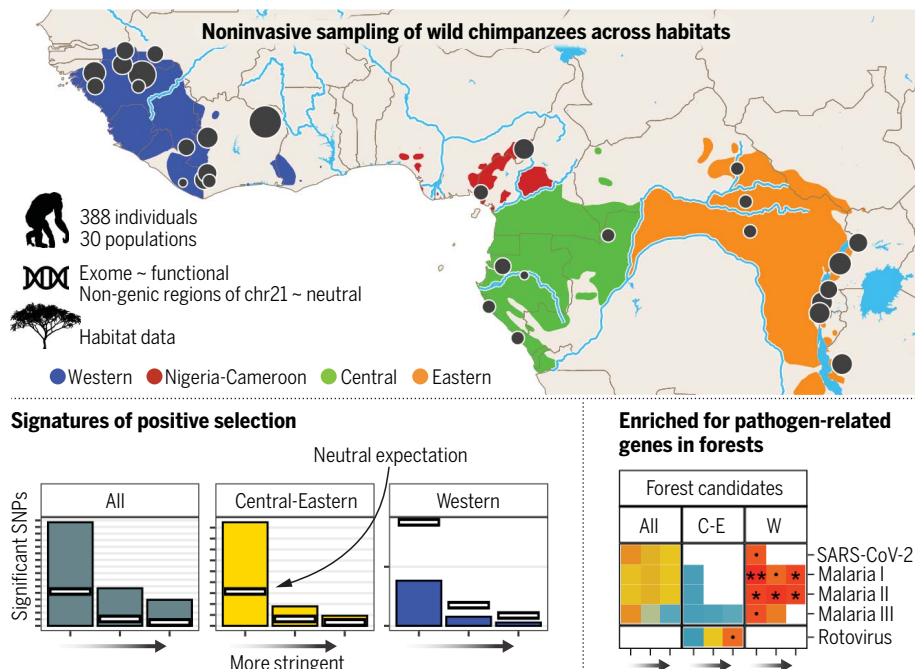 Noninvasive sampling of wild chimpanzees across habitats
388 individuals
30 populations
Exome ~ functional
Non-genic regions of chr21 ~ neutral
Habitat data
Western
Nigeria-Cameroon
Central
Eastern
Signatures of positive selection
Neutral expectation
All
Central-Eastern
Western
Significant SNPs
More stringent
Enriched for pathogen-related
genes in forests
Forest candidates
All
C-E
W
SARS-CoV-2
Malaria I
** • *
Malaria II
* * *
Malaria III
Rotovirus